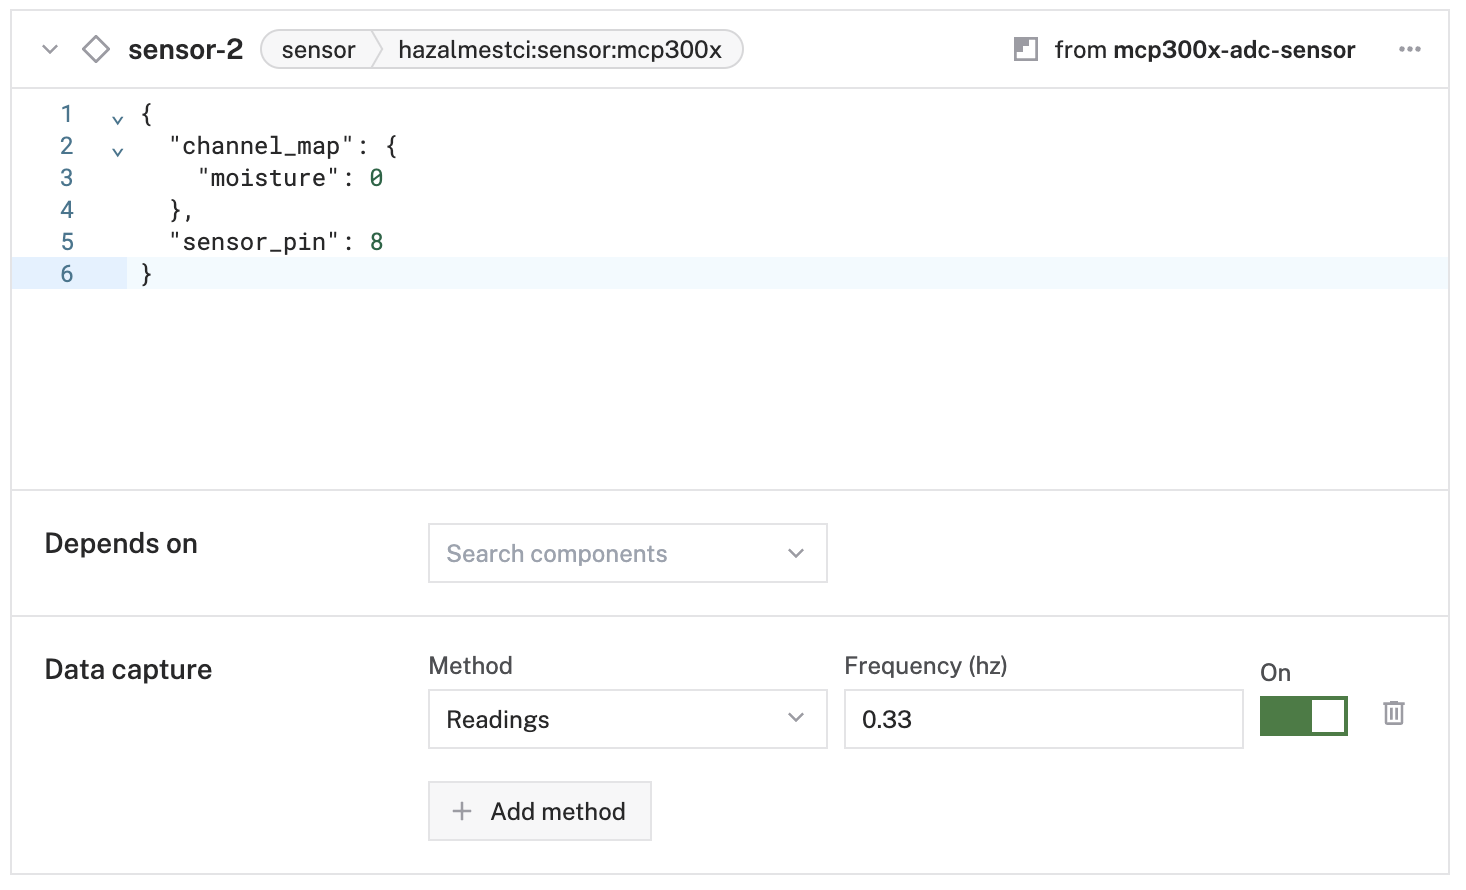 sensor-2 sensor hazalmestci:sensor:mcp300x from mcp300x-adc-sensor ···
1 {
2 "channel_map": {
3 "moisture": 0
4 },
5 "sensor_pin": 8
6 }
Depends on Search components
Data capture Method Frequency (hz) On
Readings 0.33
+ Add method